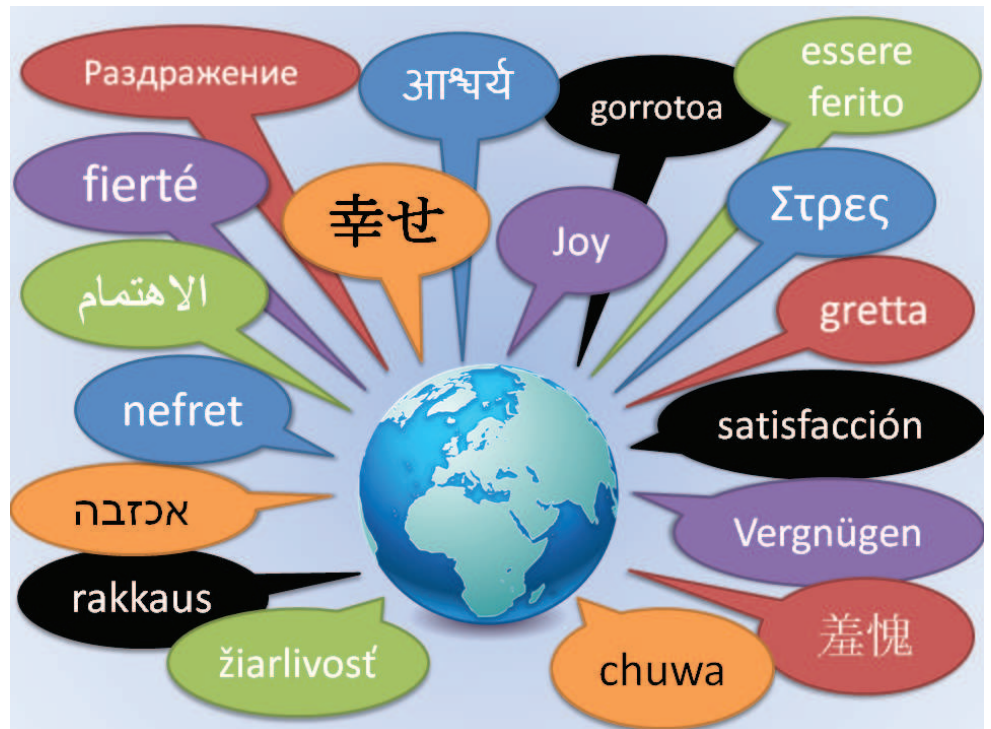 Раздражение
आश्चर्य
gorrotoa
essere
ferito
fierté
幸せ
Joy
Στρες
الاهتمام
gretta
nefret
satisfacción
אכזבה
Vergnügen
rakkaus
žiarlivosť
chuwa
羞愧